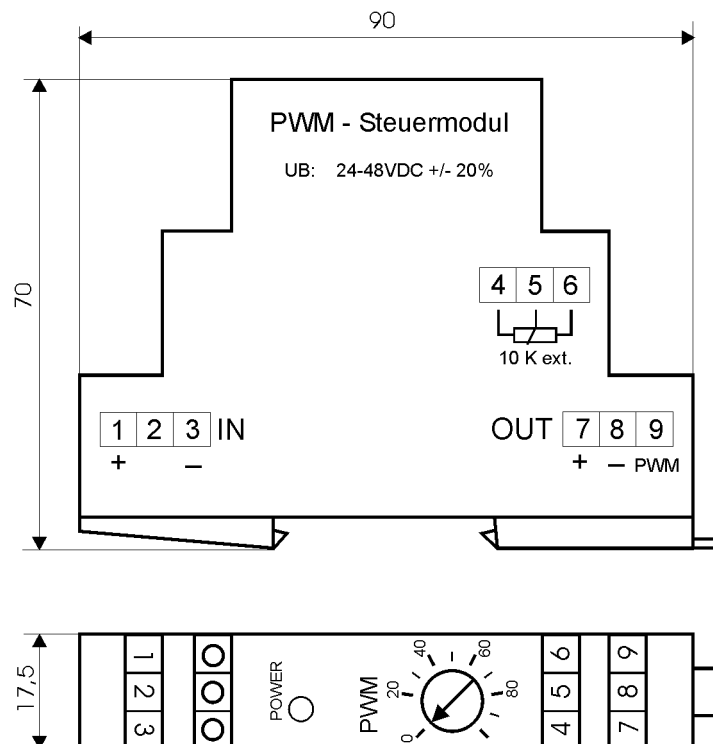 90
PWM - Steuermodul
UB: 24-48VDC +/- 20%
70
4 5 6
10 K ext.
1 2 3 IN
+ –
OUT 7 8 9
+ – PWM
17,5
1
2
3
POWER
PWM
0
20
40
60
80
6
5
4
9
8
7